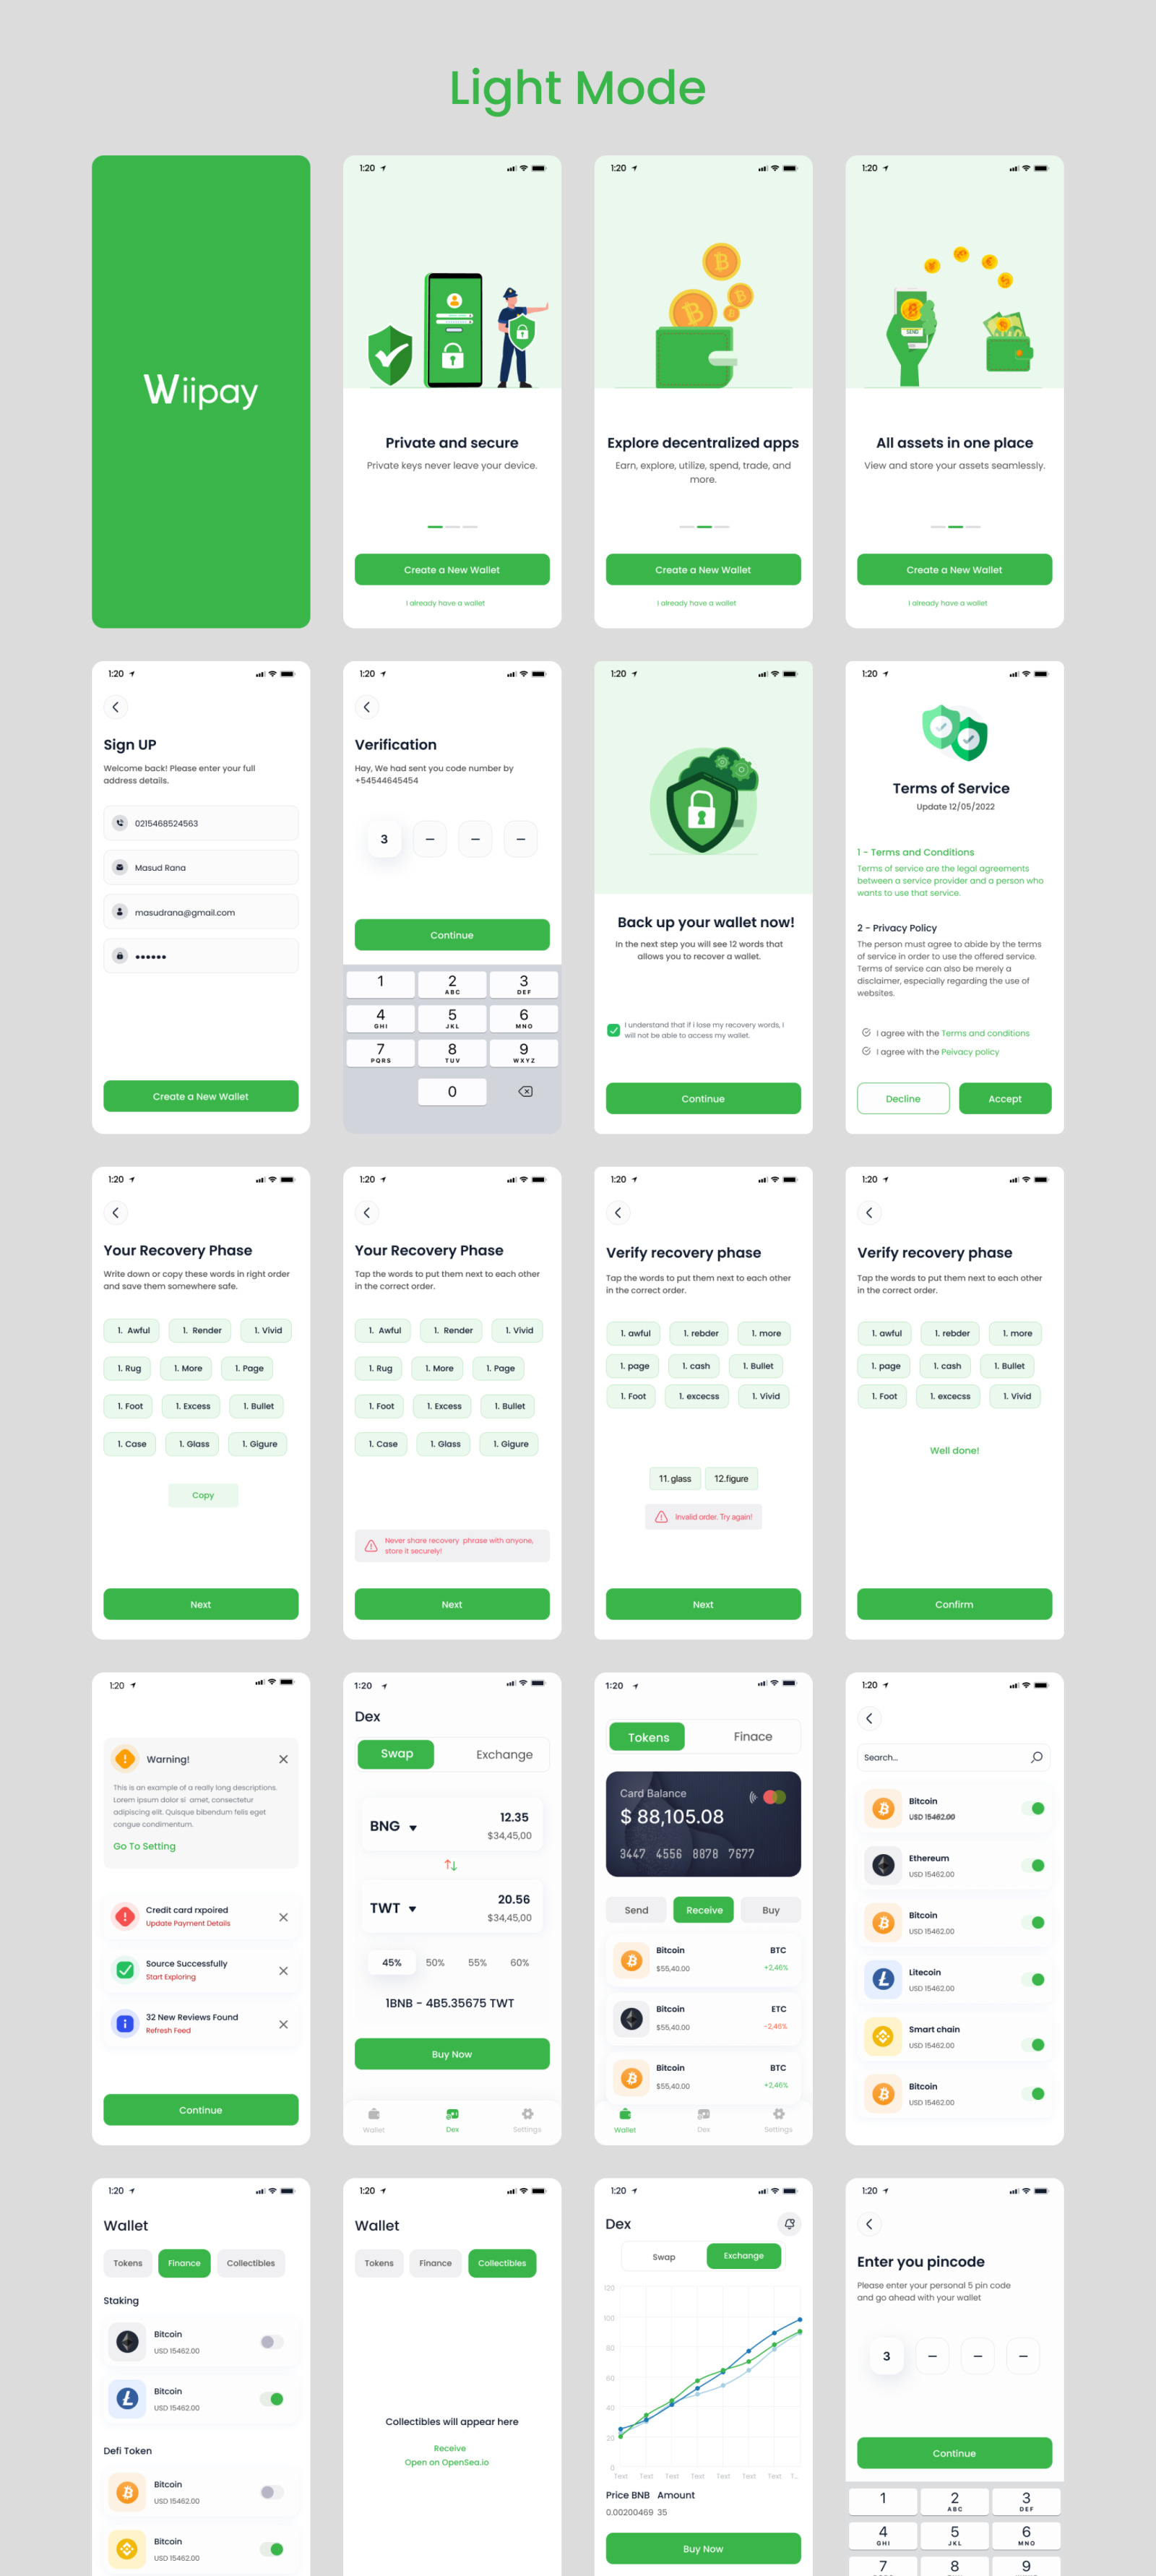 Light Mode
Wiipay
1:20
Private and secure
Private keys never leave your device.
Create a New Wallet
I already have a wallet
1:20
Explore decentralized apps
Earn, explore, utilize, spend, trade, and
more.
Create a New Wallet
I already have a wallet
1:20
SEND
All assets in one place
View and store your assets seamlessly.
Create a New Wallet
I already have a wallet
1:20
Sign UP
Welcome back! Please enter your full
address details.
0215468524563
Masud Rana
masudrana@gmail.com
Create a New Wallet
1:20
Verification
Hay, We had sent you code number by
+54544645454
3 – – –
Continue
1 2 3
ABC DEF
4 5 6
GHI JKL MNO
7 8 9
PQRS TUV WXYZ
0
1:20
Back up your wallet now!
In the next step you will see 12 words that
allows you to recover a wallet.
I understand that if i lose my recovery words, I
will not be able to access my wallet.
Continue
1:20
Terms of Service
Update 12/05/2022
1 - Terms and Conditions
Terms of service are the legal agreements
between a service provider and a person who
wants to use that service.
2 - Privacy Policy
The person must agree to abide by the terms
of service in order to use the offered service.
Terms of service can also be merely a
disclaimer, especially regarding the use of
websites.
I agree with the Terms and conditions
I agree with the Peivacy policy
Decline Accept
1:20
Your Recovery Phase
Write down or copy these words in right order
and save them somewhere safe.
1. Awful 1. Render 1. Vivid
1. Rug 1. More 1. Page
1. Foot 1. Excess 1. Bullet
1. Case 1. Glass 1. Gigure
Copy
Next
1:20
Your Recovery Phase
Tap the words to put them next to each other
in the correct order.
1. Awful 1. Render 1. Vivid
1. Rug 1. More 1. Page
1. Foot 1. Excess 1. Bullet
1. Case 1. Glass 1. Gigure
Never share recovery phrase with anyone,
store it securely!
Next
1:20
Verify recovery phase
Tap the words to put them next to each other
in the correct order.
1. awful 1. rebder 1. more
1. page 1. cash 1. Bullet
1. Foot 1. excecss 1. Vivid
11. glass 12.figure
Invalid order. Try again!
Next
1:20
Verify recovery phase
Tap the words to put them next to each other
in the correct order.
1. awful 1. rebder 1. more
1. page 1. cash 1. Bullet
1. Foot 1. excecss 1. Vivid
Well done!
Confirm
1:20
Warning!
This is an example of a really long descriptions.
Lorem ipsum dolor si amet, consectetur
adipiscing elit. Quisque bibendum felis eget
congue condimentum.
Go To Setting
Credit card rxpoired
Update Payment Details
Source Successfully
Start Exploring
32 New Reviews Found
Refresh Feed
Continue
1:20
Dex
Swap Exchange
BNG 12.35
$34,45,00
TWT 20.56
$34,45,00
45% 50% 55% 60%
1BNB - 4B5.35675 TWT
Buy Now
Wallet Dex Settings
1:20
Tokens Finace
Card Balance
$ 88,105.08
3447 4556 8878 7677
Send Receive Buy
Bitcoin BTC
$55,40.00 +2,46%
Bitcoin ETC
$55,40.00 -2,46%
Bitcoin BTC
$55,40.00 +2,46%
Wallet Dex Settings
1:20
Search...
Bitcoin
USD 15462.00
Ethereum
USD 15462.00
Bitcoin
USD 15462.00
Litecoin
USD 15462.00
Smart chain
USD 15462.00
Bitcoin
USD 15462.00
1:20
Wallet
Tokens Finance Collectibles
Staking
Bitcoin
USD 15462.00
Bitcoin
USD 15462.00
Defi Token
Bitcoin
USD 15462.00
Bitcoin
USD 15462.00
1:20
Wallet
Tokens Finance Collectibles
Collectibles will appear here
Receive
Open on OpenSea.io
1:20
Dex
Swap Exchange
120
100
80
60
40
20
0
Text Text Text Text Text Text Text T...
Price BNB Amount
0.00200469 35
Buy Now
1:20
Enter you pincode
Please enter your personal 5 pin code
and go ahead with your wallet
3 – – –
Continue
1 2 3
ABC DEF
4 5 6
GHI JKL MNO
7 8 9